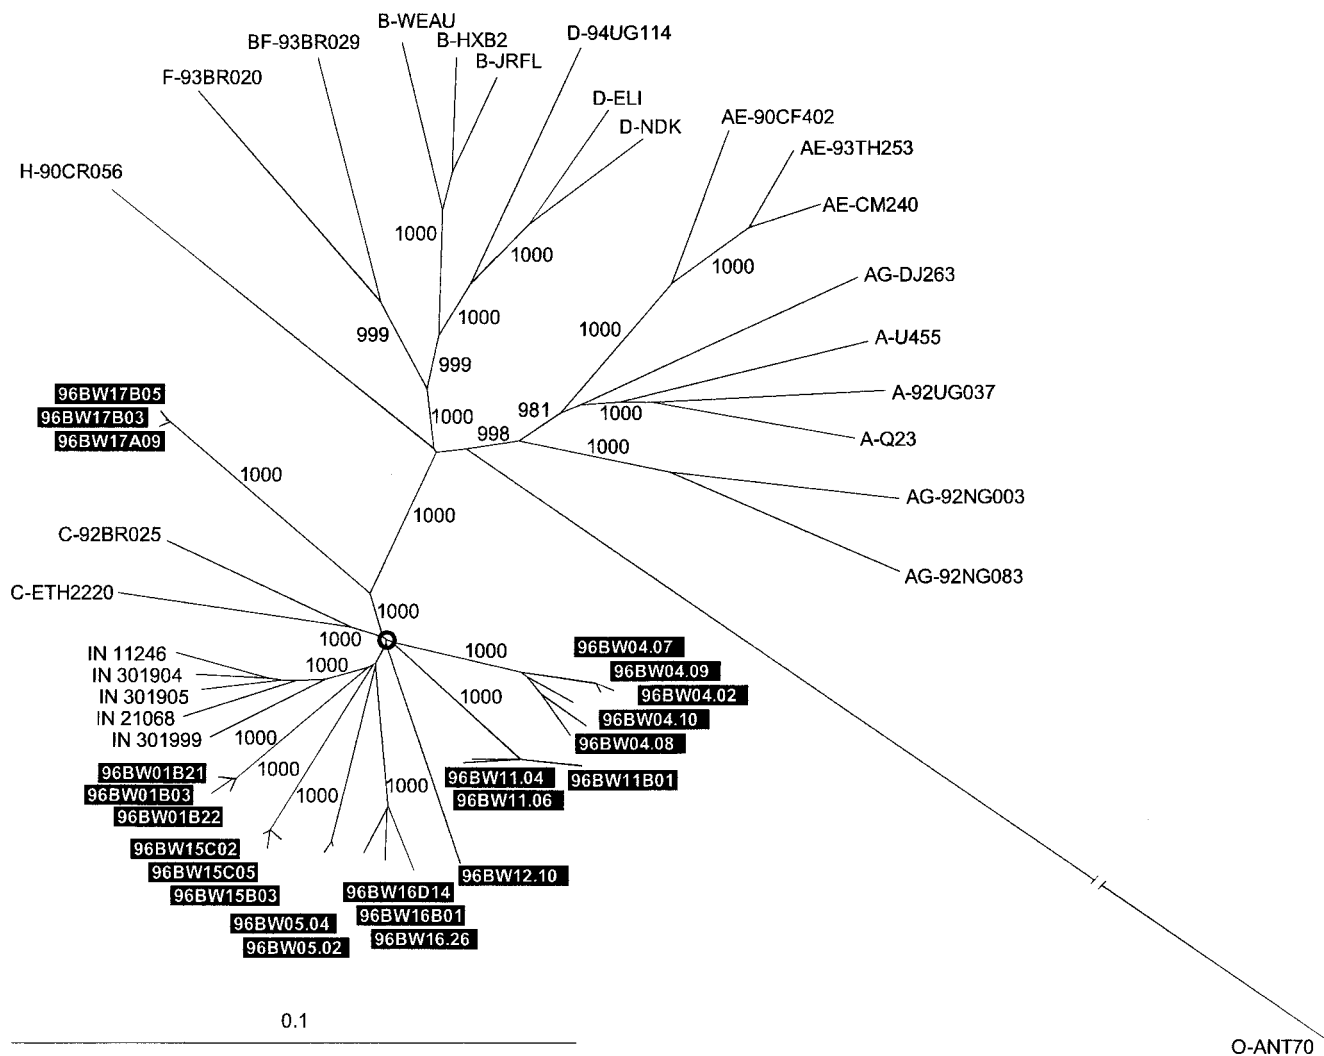 B-WEAU
BF-93BR029
B-HXB2
D-94UG114
B-JRFL
F-93BR020
D-ELI
D-NDK
AE-90CF402
AE-93TH253
H-90CR056
AE-CM240
1000
1000
1000
AG-DJ263
1000
999
1000
A-U455
999
96BW17B05
A-92UG037
96BW17B03
1000
981
1000
96BW17A09
998
A-Q23
1000
1000
AG-92NG003
1000
C-92BR025
AG-92NG083
C-ETH2220
1000
1000
IN 11246
1000
96BW04.07
1000
IN 301904
96BW04.09
IN 301905
1000
96BW04.02
IN 21068
96BW04.10
IN 301999
1000
96BW04.08
96BW01B21
1000
96BW11.04
96BW11B01
96BW01B03
1000
1000
96BW11.06
96BW01B22
96BW15C02
96BW15C05
96BW12.10
96BW15B03
96BW16D14
96BW05.04
96BW16B01
96BW05.02
96BW16.26
0.1
O-ANT70